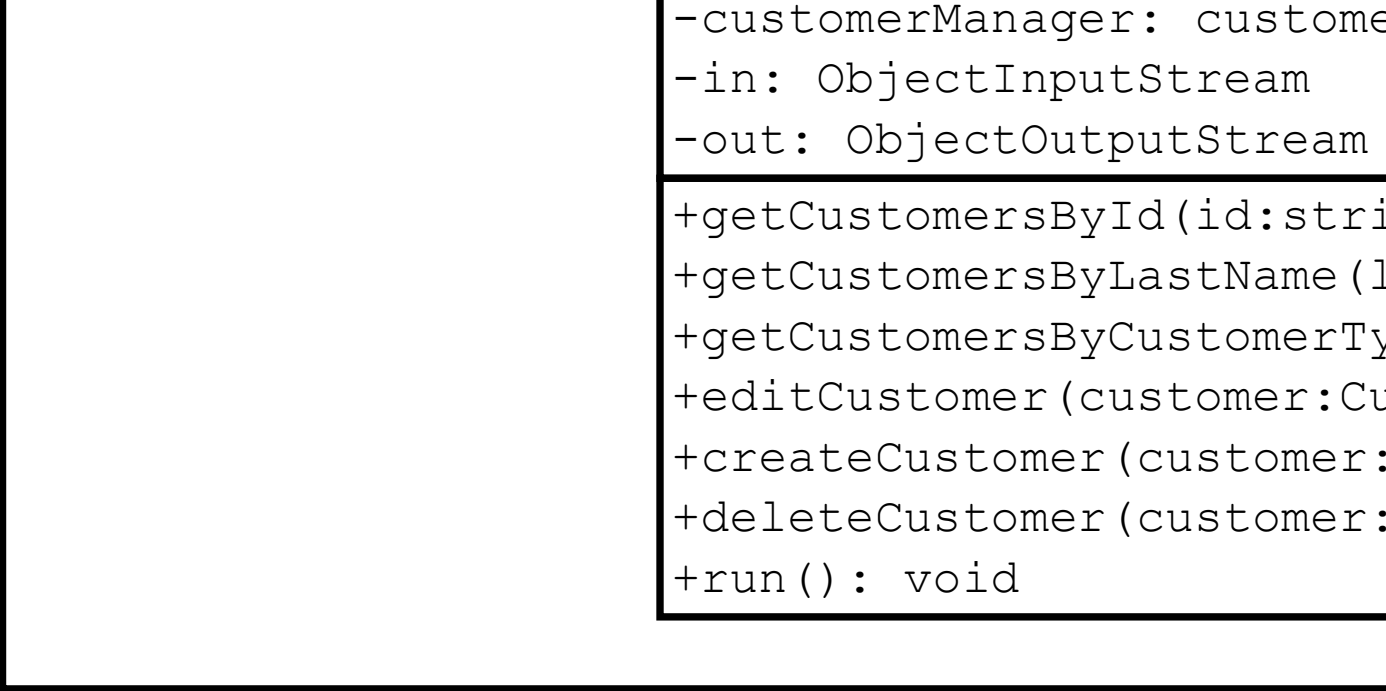 -customerManager: custome
-in: ObjectInputStream
-out: ObjectOutputStream
+getCustomersById(id:stri
+getCustomersByLastName(l
+getCustomersByCustomerTy
+editCustomer(customer:Cu
+createCustomer(customer:
+deleteCustomer(customer:
+run(): void